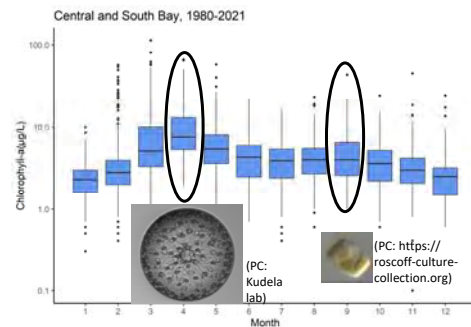 Central and South Bay, 1980-2021
Chlorophyll-a(µg/L)
100.0
10.0
1.0
0.1
(PC:
Kudela
lab)
(PC: https://
roscoff-culture-
collection.org)
1 2 3 4 5 6 7 8 9 10 11 12
Month